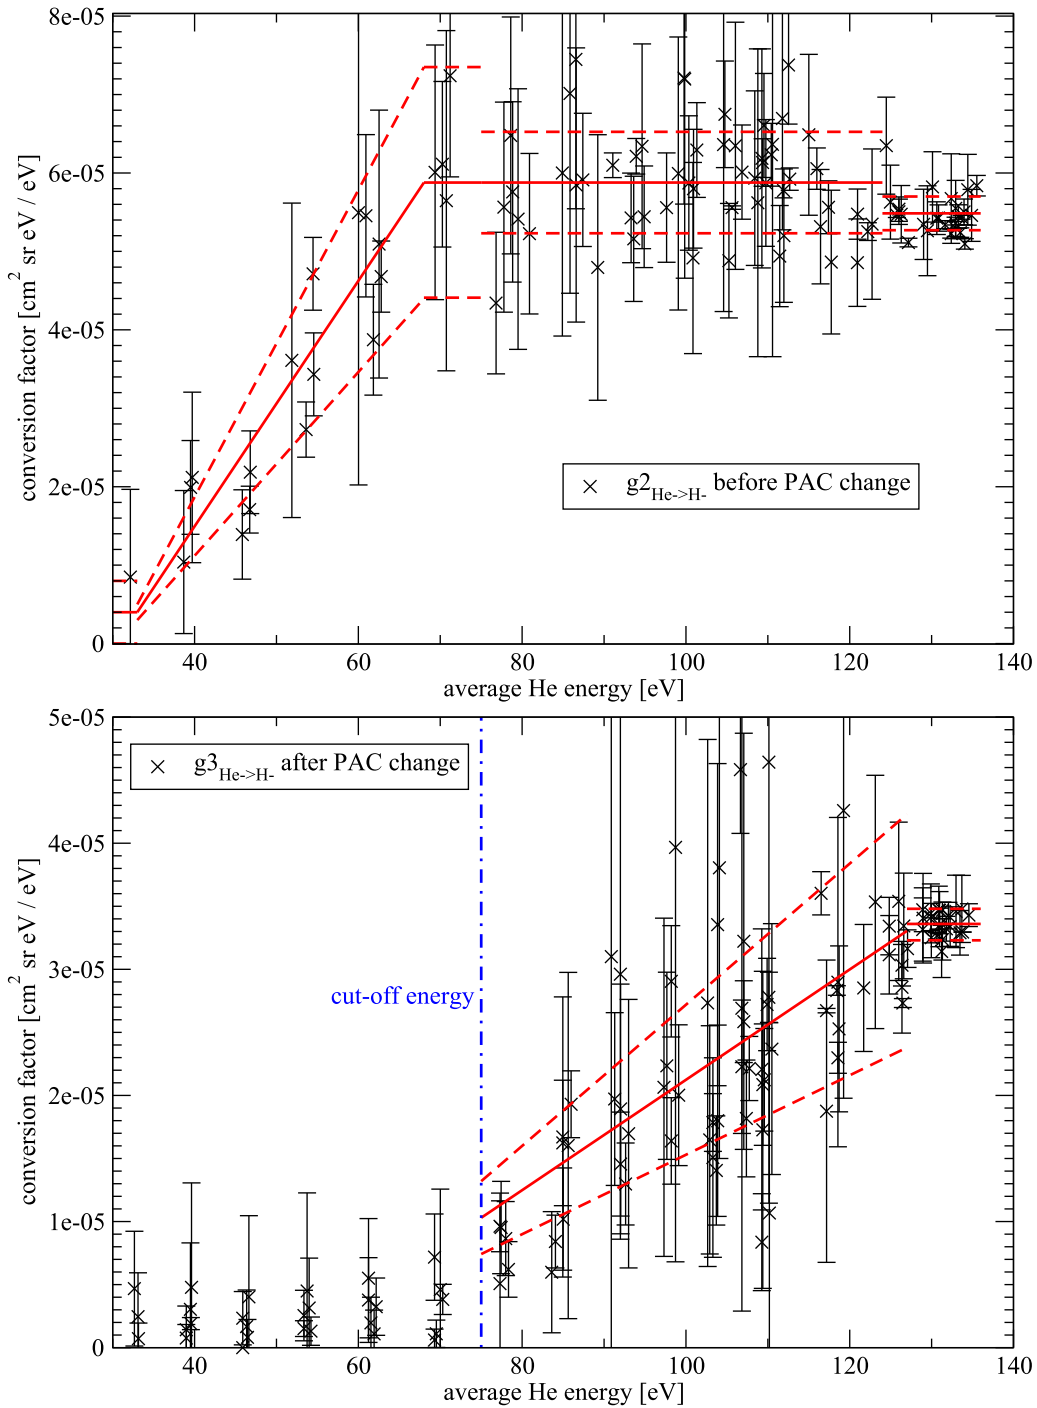 8e-05
6e-05
4e-05
2e-05
0
conversion factor [cm² sr eV / eV]
g2He->H- before PAC change
40 60 80 100 120 140
average He energy [eV]
5e-05
4e-05
3e-05
2e-05
1e-05
0
conversion factor [cm² sr eV / eV]
g3He->H- after PAC change
cut-off energy
40 60 80 100 120 140
average He energy [eV]